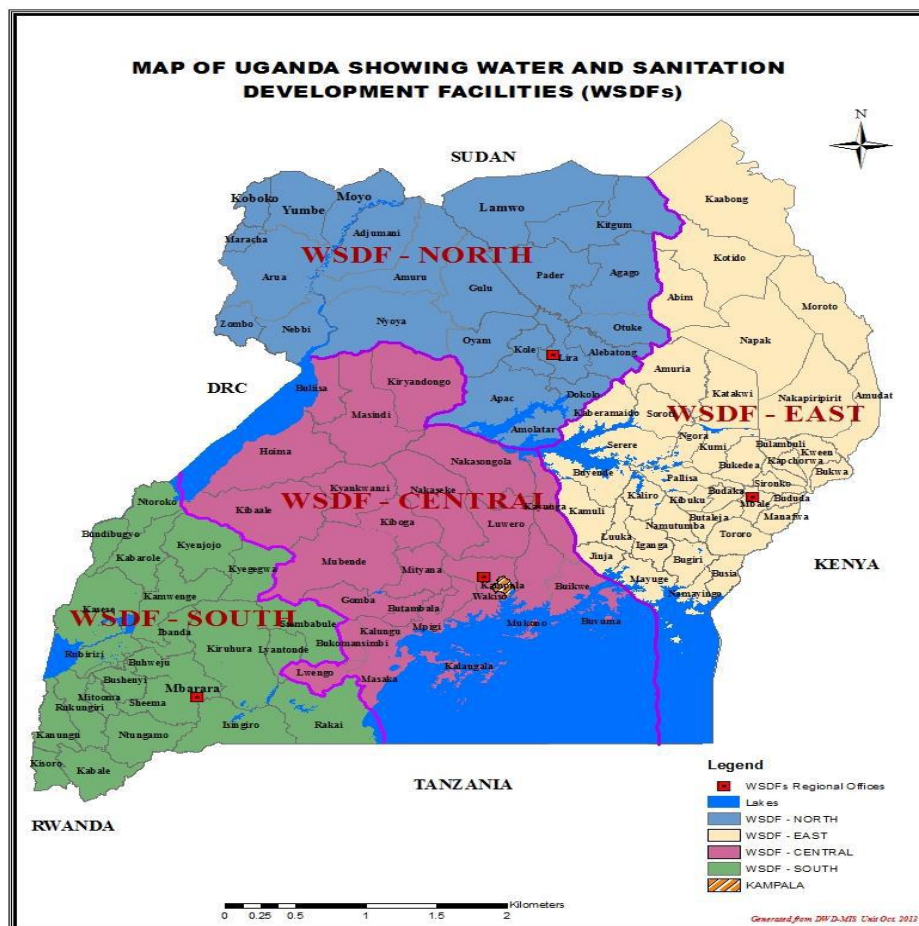 MAP OF UGANDA SHOWING WATER AND SANITATION
DEVELOPMENT FACILITIES (WSDFs)
N
SUDAN
Kaabong
Koboko
Moyo
Yumbe
Lamwo
Kitgum
Maracha
Adjumani
WSDF - NORTH
Kotido
Arua
Amuru
Pader
Agago
Gulu
Abim
Moroto
Zombo
Nebbi
Nyoya
Otuke
Oyam
Kole
Lira
Alebatong
Napak
DRC
Amuria
Buliisa
Kiryandongo
Apac
Dokolo
Katakwi
Nakapiripirit
Amudat
Masindi
Kaberamaido
Soroti
WSDF - EAST
Amolatar
Ngora
Serere
Kumi
Bulambuli
Kween
Hoima
Nakasongola
Bukedea
Kapchorwa
Buyende
Bukwa
Kyankwanzi
Nakaseke
Pallisa
Sironko
Ntoroko
WSDF - CENTRAL
Kaliro
Kibuku
Budaka
Mbale
Bududa
Kibaale
Kayunga
Kamuli
Manafwa
Kiboga
Luwero
Namutumba
Butaleja
Bundibugyo
Kyenjojo
Luuka
Tororo
Kabarole
Iganga
Kyegegwa
Mubende
Jinja
Bugiri
KENYA
Mityana
Kampala
Buikwe
Mayuge
Busia
Kamwenge
Gomba
Wakiso
Namayingo
Kasese
Butambala
WSDF - SOUTH
Sembabule
Mpigi
Mukono
Buvuma
Ibanda
Kalungu
Bukomansimbi
Rubirizi
Kiruhura
Lyantonde
Buhweju
Kalangala
Bushenyi
Lwengo
Masaka
Mitooma
Mbarara
Rukungiri
Sheema
Isingiro
Rakai
Kanungu
Ntungamo
Kisoro
Kabale
TANZANIA
RWANDA
Legend
WSDFs Regional Offices
Lakes
WSDF - NORTH
WSDF - EAST
WSDF - CENTRAL
WSDF - SOUTH
KAMPALA
Kilometers
0 0.25 0.5 1 1.5 2
Generated from DWD-MIS Unit Oct. 2013